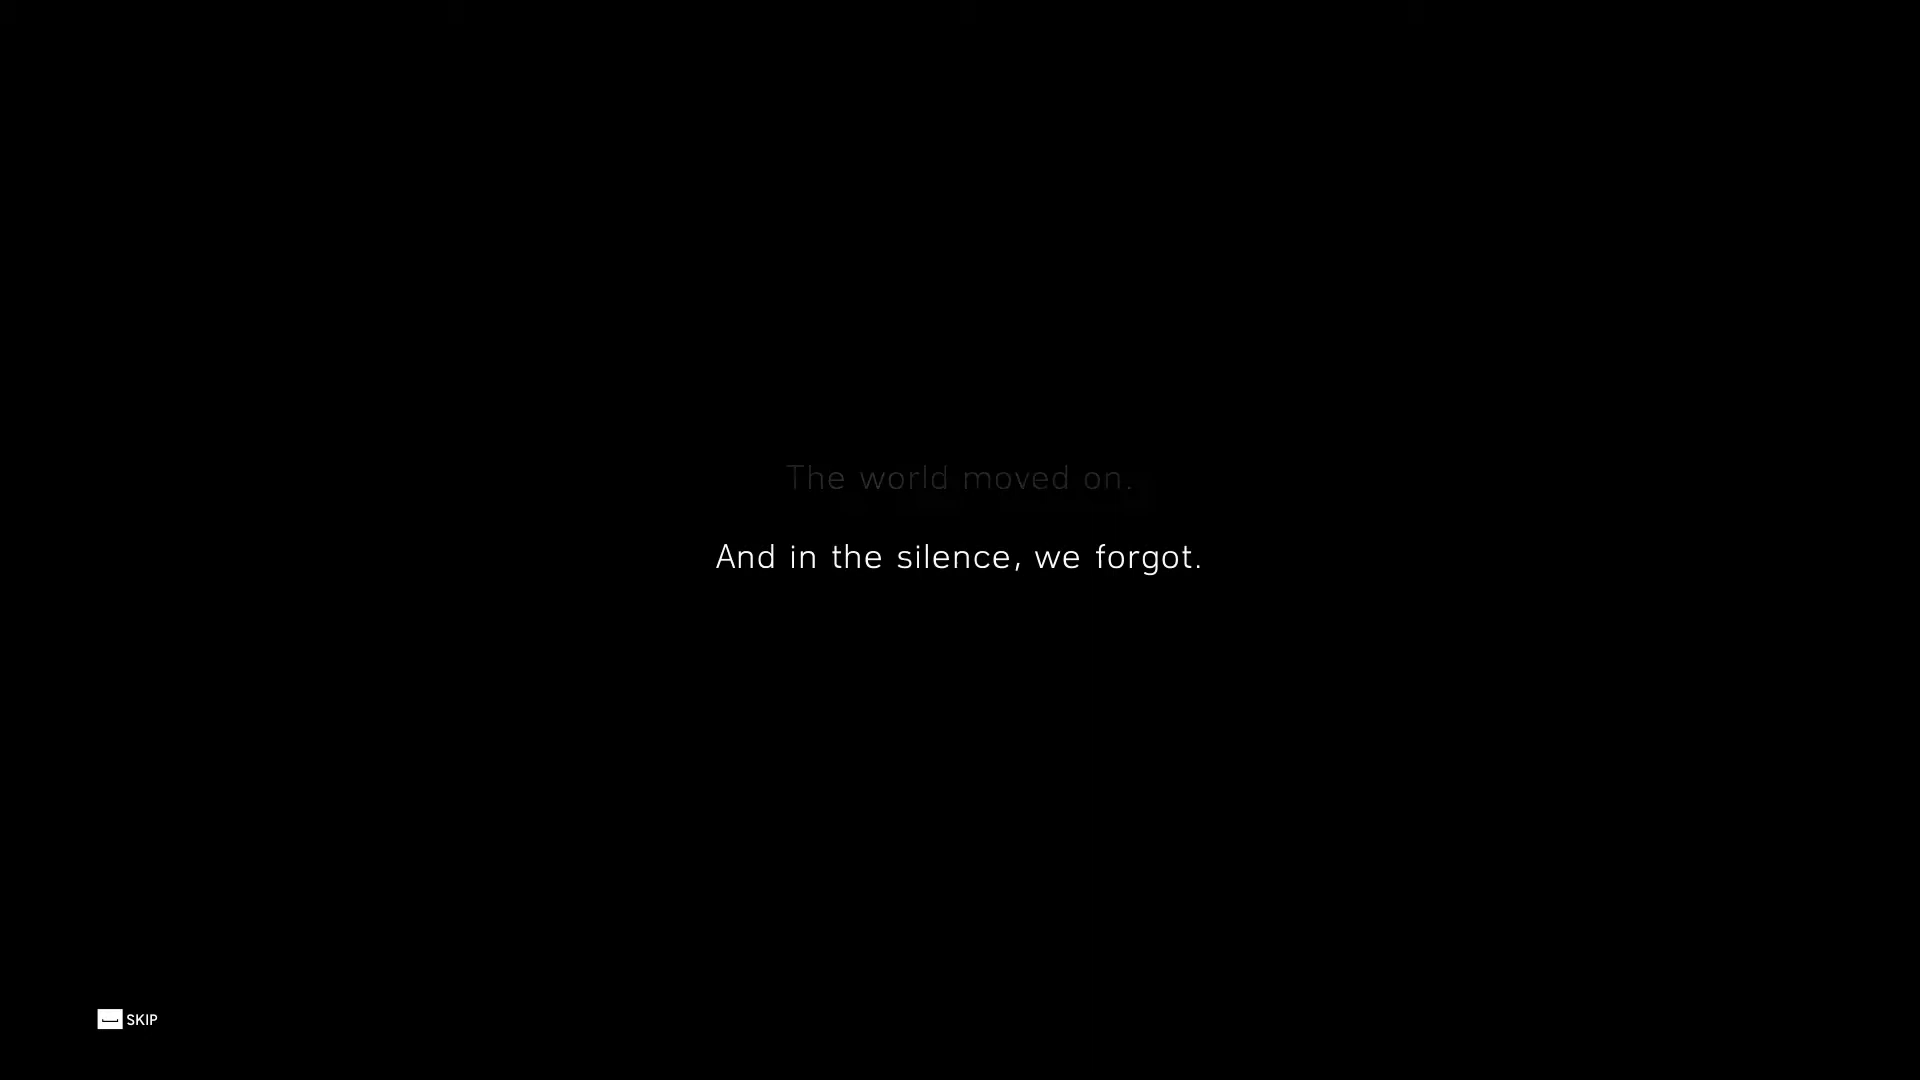 The world moved on.
And in the silence, we forgot.
SKIP